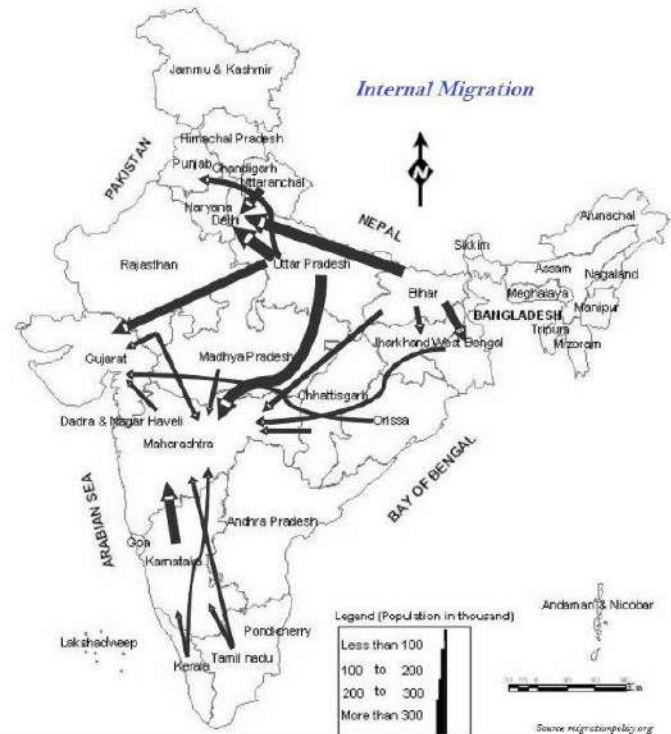 Internal Migration
Jammu & Kashmir
Himachal Pradesh
Punjab
Chandigarh
Uttaranchal
PAKISTAN
Naryana
Delhi
NEPAL
Arunachal
Sikkim
Rajasthan
Uttar Pradesh
Assam
Nagaland
Bihar
Meghalaya
Manipur
BANGLADESH
Tripura
Mizoram
Jharkhand
West Bengal
Gujarat
Madhya Pradesh
Chhattisgarh
Dadra & Nagar Haveli
Orissa
Maharashtra
BAY OF BENGAL
ARABIAN SEA
Andhra Pradesh
Goa
Karnataka
Andaman & Nicobar
Legend (Population in thousand)
Pondicherry
Lakshadweep
Less than 100
Tamil nadu
Kerala
100 to 200
200 to 300
More than 300
Km
Source migrationpolicy.org